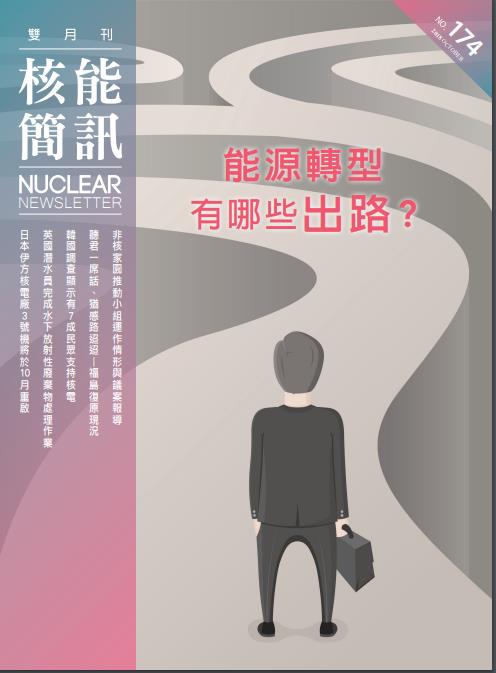 雙月刊
核能
簡訊
NUCLEAR
NEWSLETTER
NO. 174
2018 OCTOBER
能源轉型
有哪些出路？
非核家園推動小組運作情形與議案報導
聽君一席話、猶感路迢迢—福島復原現況
韓國調查顯示有7成民眾支持核電
英國潛水員完成水下放射性廢棄物處理作業
日本伊方核電廠3號機將於10月重啟